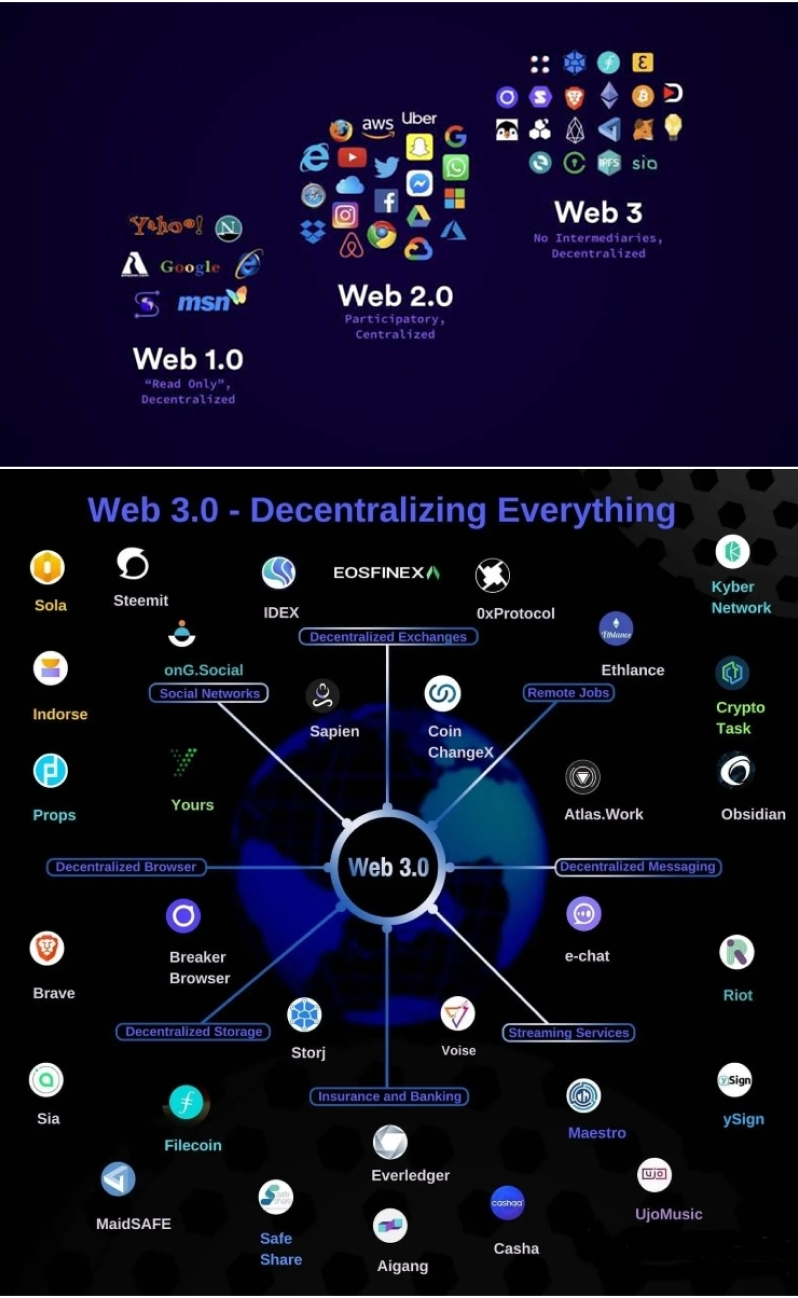 Yahoo!
N
Google
msn
Web 1.0
“Read Only”,
Decentralized
aws
Uber
Web 2.0
Participatory,
Centralized
IPFS
sia
Web 3
No Intermediaries,
Decentralized
Web 3.0 - Decentralizing Everything
Sola
Steemit
IDEX
EOSFINEX
0xProtocol
Kyber
Network
Decentralized Exchanges
Ethlance
Ethlance
onG.Social
Social Networks
Remote Jobs
Indorse
Sapien
Coin
ChangeX
Crypto
Task
Props
Yours
Atlas.Work
Obsidian
Decentralized Browser
Web 3.0
Decentralized Messaging
Brave
Breaker
Browser
e-chat
Riot
Decentralized Storage
Storj
Voise
Streaming Services
Sia
Filecoin
Insurance and Banking
Maestro
ySign
ySign
MaidSAFE
Safe
Share
Everledger
Aigang
cashaa
Casha
ujo
UjoMusic